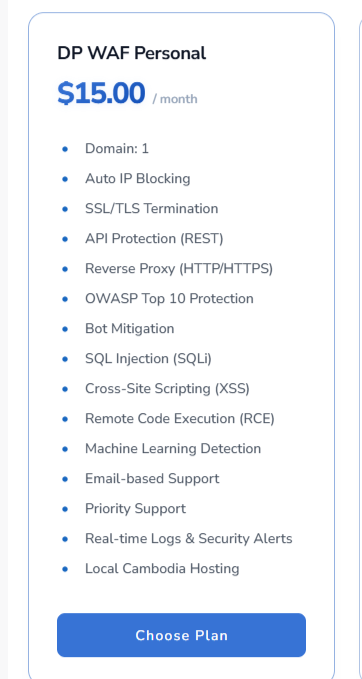 DP WAF Personal
$15.00 / month
Domain: 1
Auto IP Blocking
SSL/TLS Termination
API Protection (REST)
Reverse Proxy (HTTP/HTTPS)
OWASP Top 10 Protection
Bot Mitigation
SQL Injection (SQLi)
Cross-Site Scripting (XSS)
Remote Code Execution (RCE)
Machine Learning Detection
Email-based Support
Priority Support
Real-time Logs & Security Alerts
Local Cambodia Hosting
Choose Plan